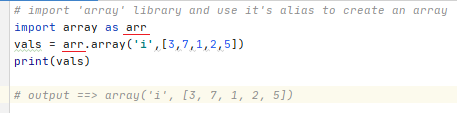 # import 'array' library and use it's alias to create an array
import array as arr
vals = arr.array('i',[3,7,1,2,5])
print(vals)
# output ==> array('i', [3, 7, 1, 2, 5])